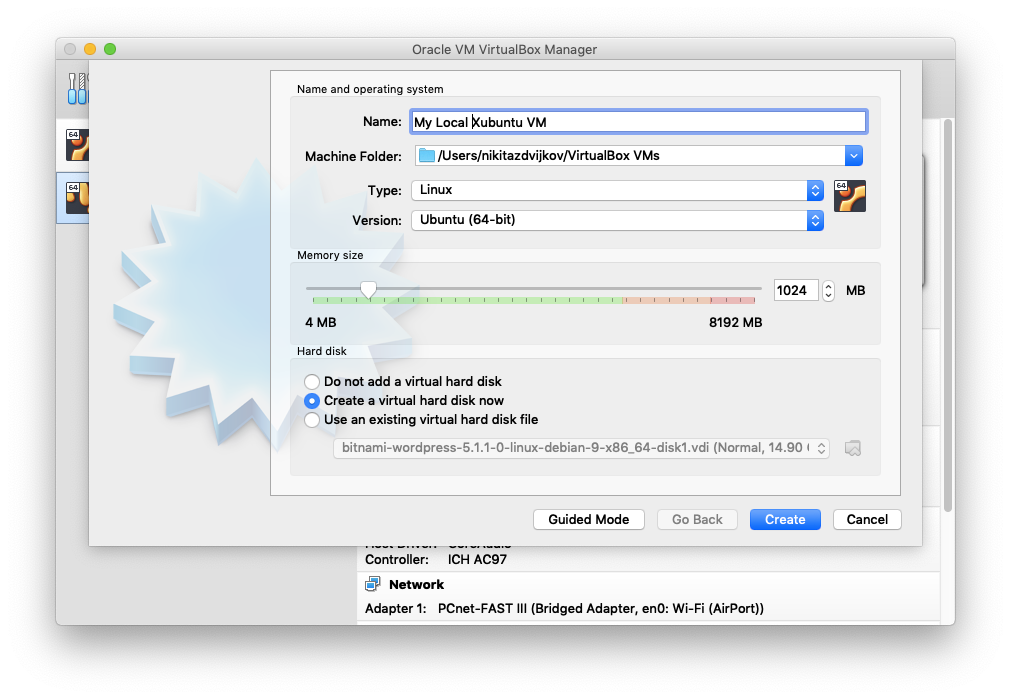 Oracle VM VirtualBox Manager
64
64
Name and operating system
Name: My Local Xubuntu VM
Machine Folder: /Users/nikitazdvijkov/VirtualBox VMs
Type: Linux
64
Version: Ubuntu (64-bit)
Memory size
1024 MB
4 MB 8192 MB
Hard disk
Do not add a virtual hard disk
Create a virtual hard disk now
Use an existing virtual hard disk file
bitnami-wordpress-5.1.1-0-linux-debian-9-x86_64-disk1.vdi (Normal, 14.90
Guided Mode Go Back Create Cancel
Host Driver: CoreAudio
Controller: ICH AC97
Network
Adapter 1: PCnet-FAST III (Bridged Adapter, en0: Wi-Fi (AirPort))